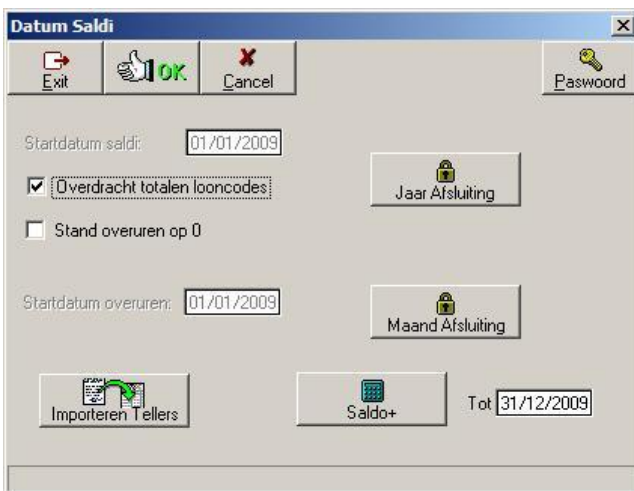 Datum Saldi
Exit
OK
Cancel
Paswoord
Startdatum saldi: 01/01/2009
Overdracht totalen looncodes
Jaar Afsluiting
Stand overuren op 0
Startdatum overuren: 01/01/2009
Maand Afsluiting
Importeren Tellers
Saldo+
Tot 31/12/2009